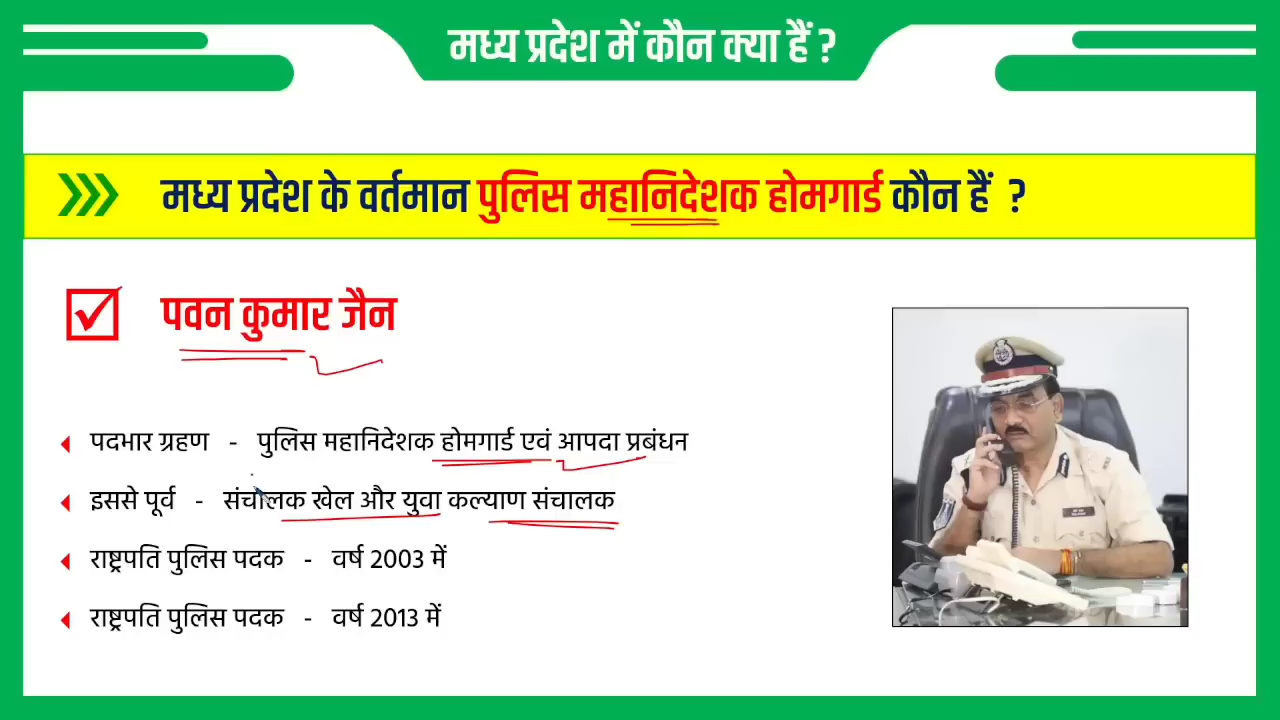 मध्य प्रदेश में कौन क्या हैं ?
मध्य प्रदेश के वर्तमान पुलिस महानिदेशक होमगार्ड कौन हैं ?
पवन कुमार जैन
पदभार ग्रहण - पुलिस महानिदेशक होमगार्ड एवं आपदा प्रबंधन
इससे पूर्व - संचालक खेल और युवा कल्याण संचालक
राष्ट्रपति पुलिस पदक - वर्ष 2003 में
राष्ट्रपति पुलिस पदक - वर्ष 2013 में